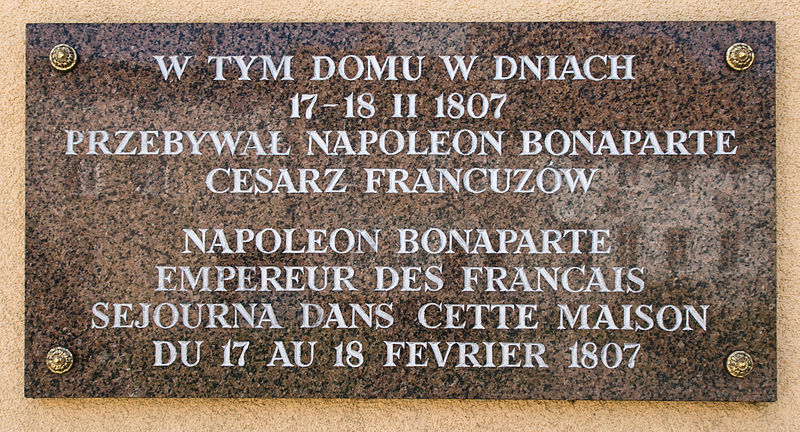 W TYM DOMU W DNIACH
17-18 II 1807
PRZEBYWAŁ NAPOLEON BONAPARTE
CESARZ FRANCUZÓW
NAPOLEON BONAPARTE
EMPEREUR DES FRANCAIS
SEJOURNA DANS CETTE MAISON
DU 17 AU 18 FEVRIER 1807